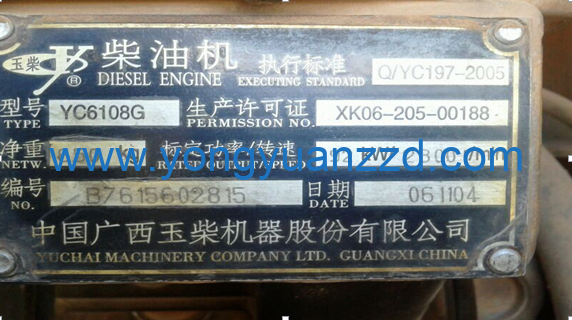 玉柴 柴油机 执行标准 Q/YC197-2005
® DIESEL ENGINE EXECUTING STANDARD
型号 YC6108G 生产许可证 XK06-205-00188
TYPE PERMISSION NO.
净重 标定功率/转速
NETW. RATED OUTPUT/SPEED
www.yongyuanzzd.com
编号 B7615602815 日期 061104
NO. DATE
中国广西玉柴机器股份有限公司
YUCHAI MACHINERY COMPANY LTD. GUANGXI CHINA